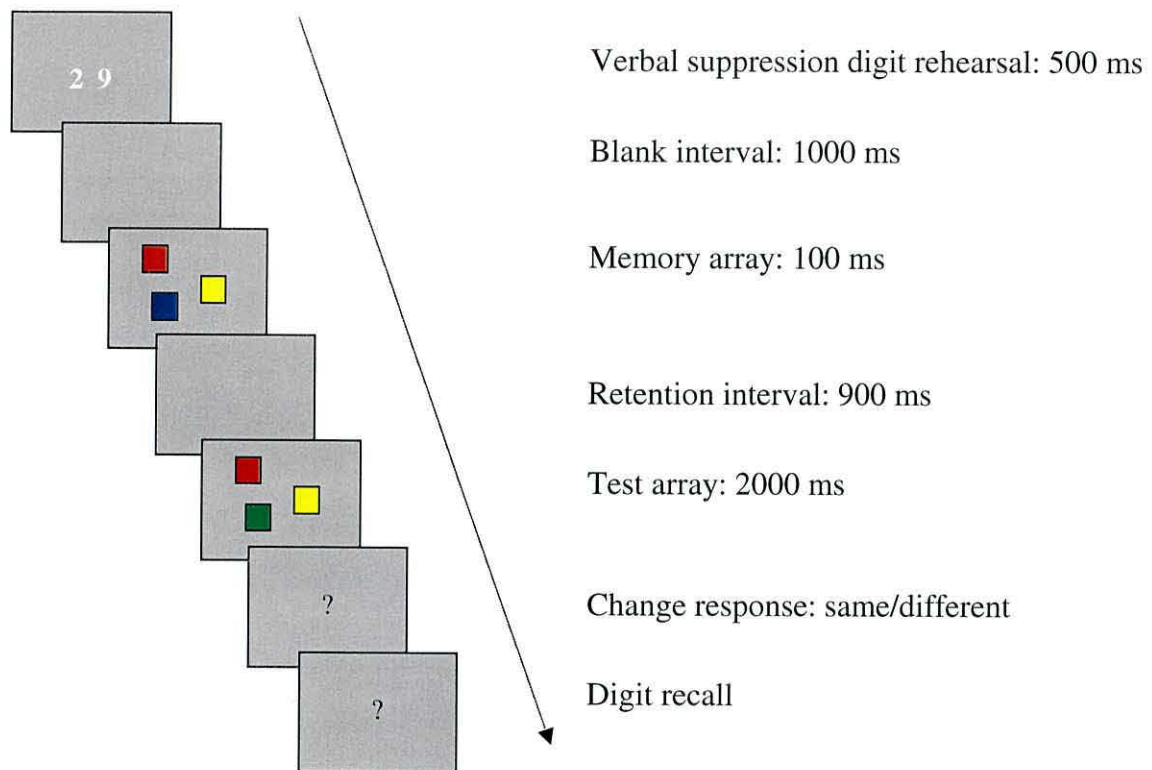 2 9
Verbal suppression digit rehearsal: 500 ms
Blank interval: 1000 ms
Memory array: 100 ms
Retention interval: 900 ms
Test array: 2000 ms
?
Change response: same/different
?
Digit recall